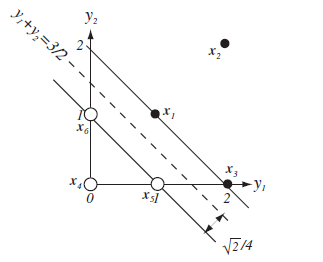 y₂
y₁+y₂=3/2
2
x₂
1
x₁
x₆
x₃
x₄
y₁
0
x₅1
2
√2/4